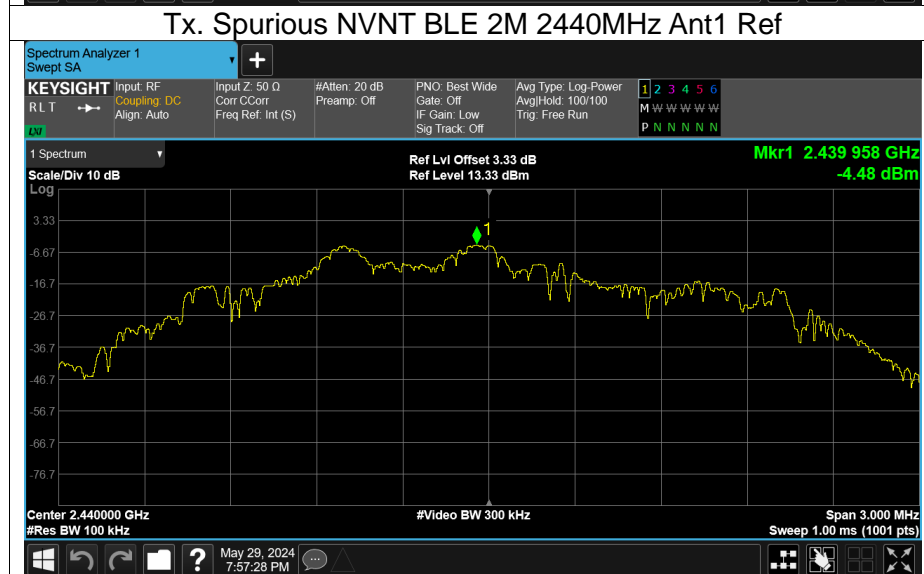 Tx. Spurious NVNT BLE 2M 2440MHz Ant1 Ref
Spectrum Analyzer 1
Swept SA
+
KEYSIGHT
RLT
LXI
Input: RF
Coupling: DC
Align: Auto
Input Z: 50 Ω
Corr CCorr
Freq Ref: Int (S)
#Atten: 20 dB
Preamp: Off
PNO: Best Wide
Gate: Off
IF Gain: Low
Sig Track: Off
Avg Type: Log-Power
Avg|Hold: 100/100
Trig: Free Run
1 2 3 4 5 6
M W W W W W
P N N N N N
1 Spectrum
Scale/Div 10 dB
Ref Lvl Offset 3.33 dB
Ref Level 13.33 dBm
Mkr1 2.439 958 GHz
-4.48 dBm
Log
3.33
-6.67
-16.7
-26.7
-36.7
-46.7
-56.7
-66.7
-76.7
1
Center 2.440000 GHz
#Res BW 100 kHz
#Video BW 300 kHz
Span 3.000 MHz
Sweep 1.00 ms (1001 pts)
?
May 29, 2024
7:57:28 PM